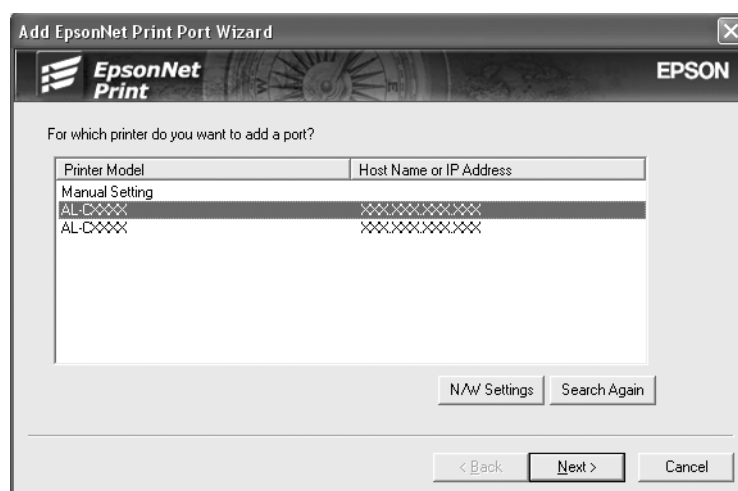 Add EpsonNet Print Port Wizard
EpsonNet
Print
EPSON
For which printer do you want to add a port?
Printer Model Host Name or IP Address
Manual Setting
AL-CXXXX XXX.XXX.XXX.XXX
AL-CXXXX XXX.XXX.XXX.XXX
N/W Settings Search Again
< Back Next > Cancel